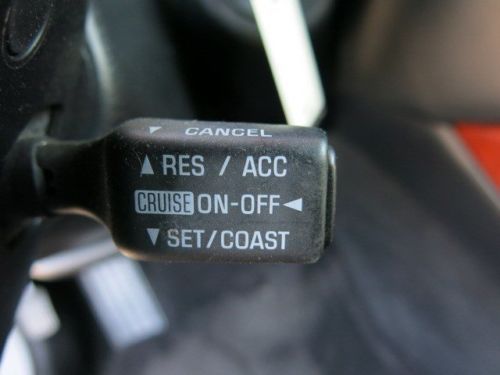 ▼ CANCEL
▲ RES / ACC
CRUISE ON-OFF ◄
▼ SET/COAST